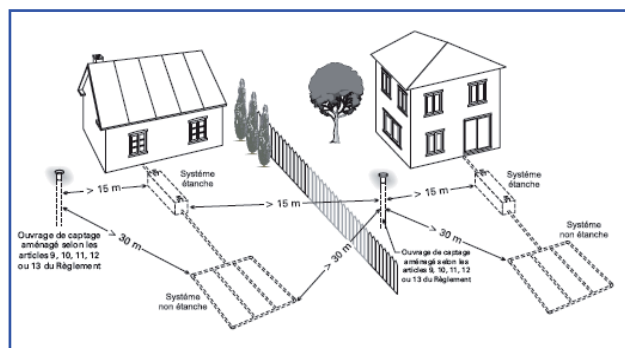 > 15 m
Système
étanche
Ouvrage de captage
aménagé selon les
articles 9, 10, 11, 12
ou 13 du Règlement
> 30 m
Système
non étanche
> 15 m
> 30 m
> 15 m
Système
étanche
Ouvrage de captage
aménagé selon les
articles 9, 10, 11, 12
ou 13 du Règlement
> 30 m
Système
non étanche